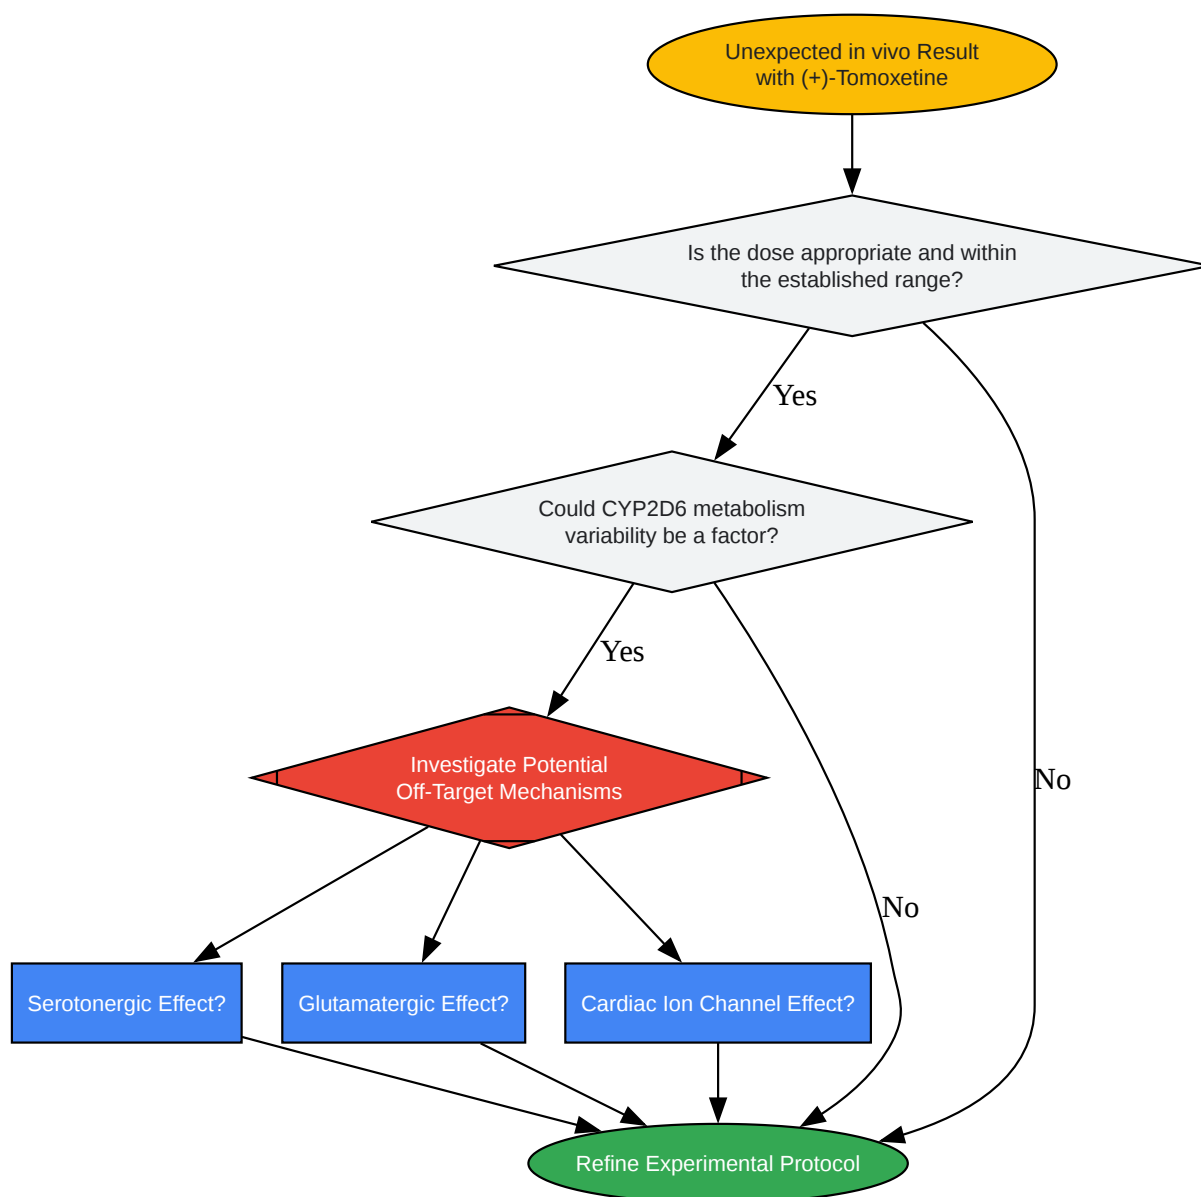 Unexpected in vivo Result
with (+)-Tomoxetine
Is the dose appropriate and within
the established range?
Yes
Could CYP2D6 metabolism
variability be a factor?
Yes
Investigate Potential
Off-Target Mechanisms
No
No
Serotonergic Effect?
Glutamatergic Effect?
Cardiac Ion Channel Effect?
Refine Experimental Protocol